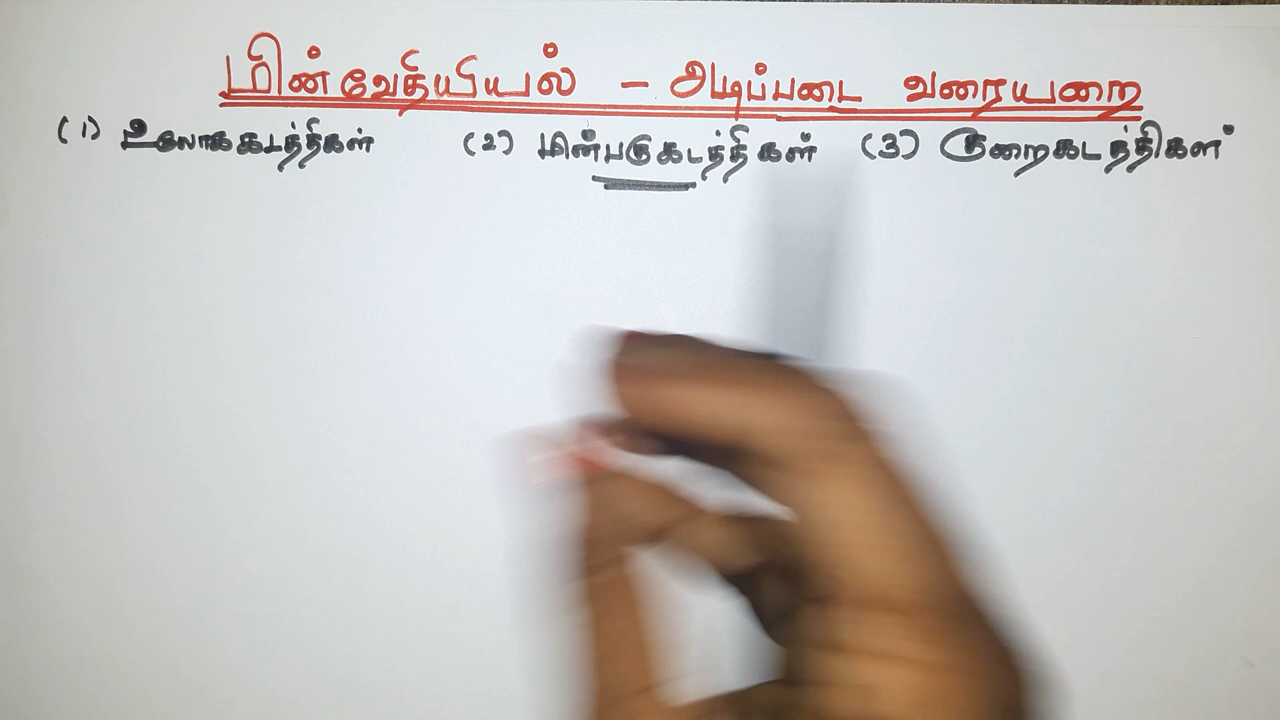 மின்வேதியியல் - அடிப்படை வரையறை
(1) உலோககடத்திகள் (2) மின்பகுகடத்திகள் (3) குறைகடத்திகள்